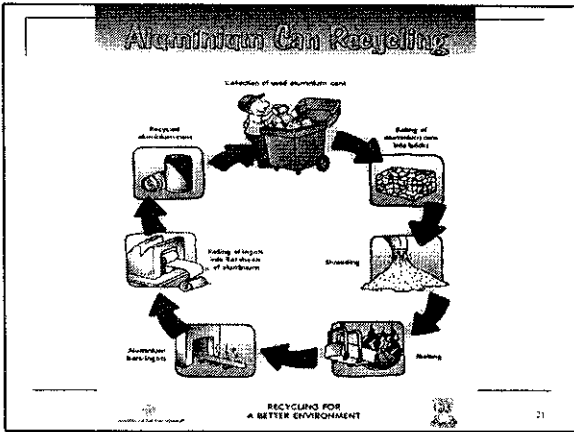 Aluminium Can Recycling
Collection of used aluminium cans
Recycled
aluminium cans
Baling of
aluminium cans
into bricks
Rolling of ingots
into flat sheets
of aluminium
Shredding
Aluminium
bars-ingots
Melting
RECYCLING FOR
A BETTER ENVIRONMENT
21